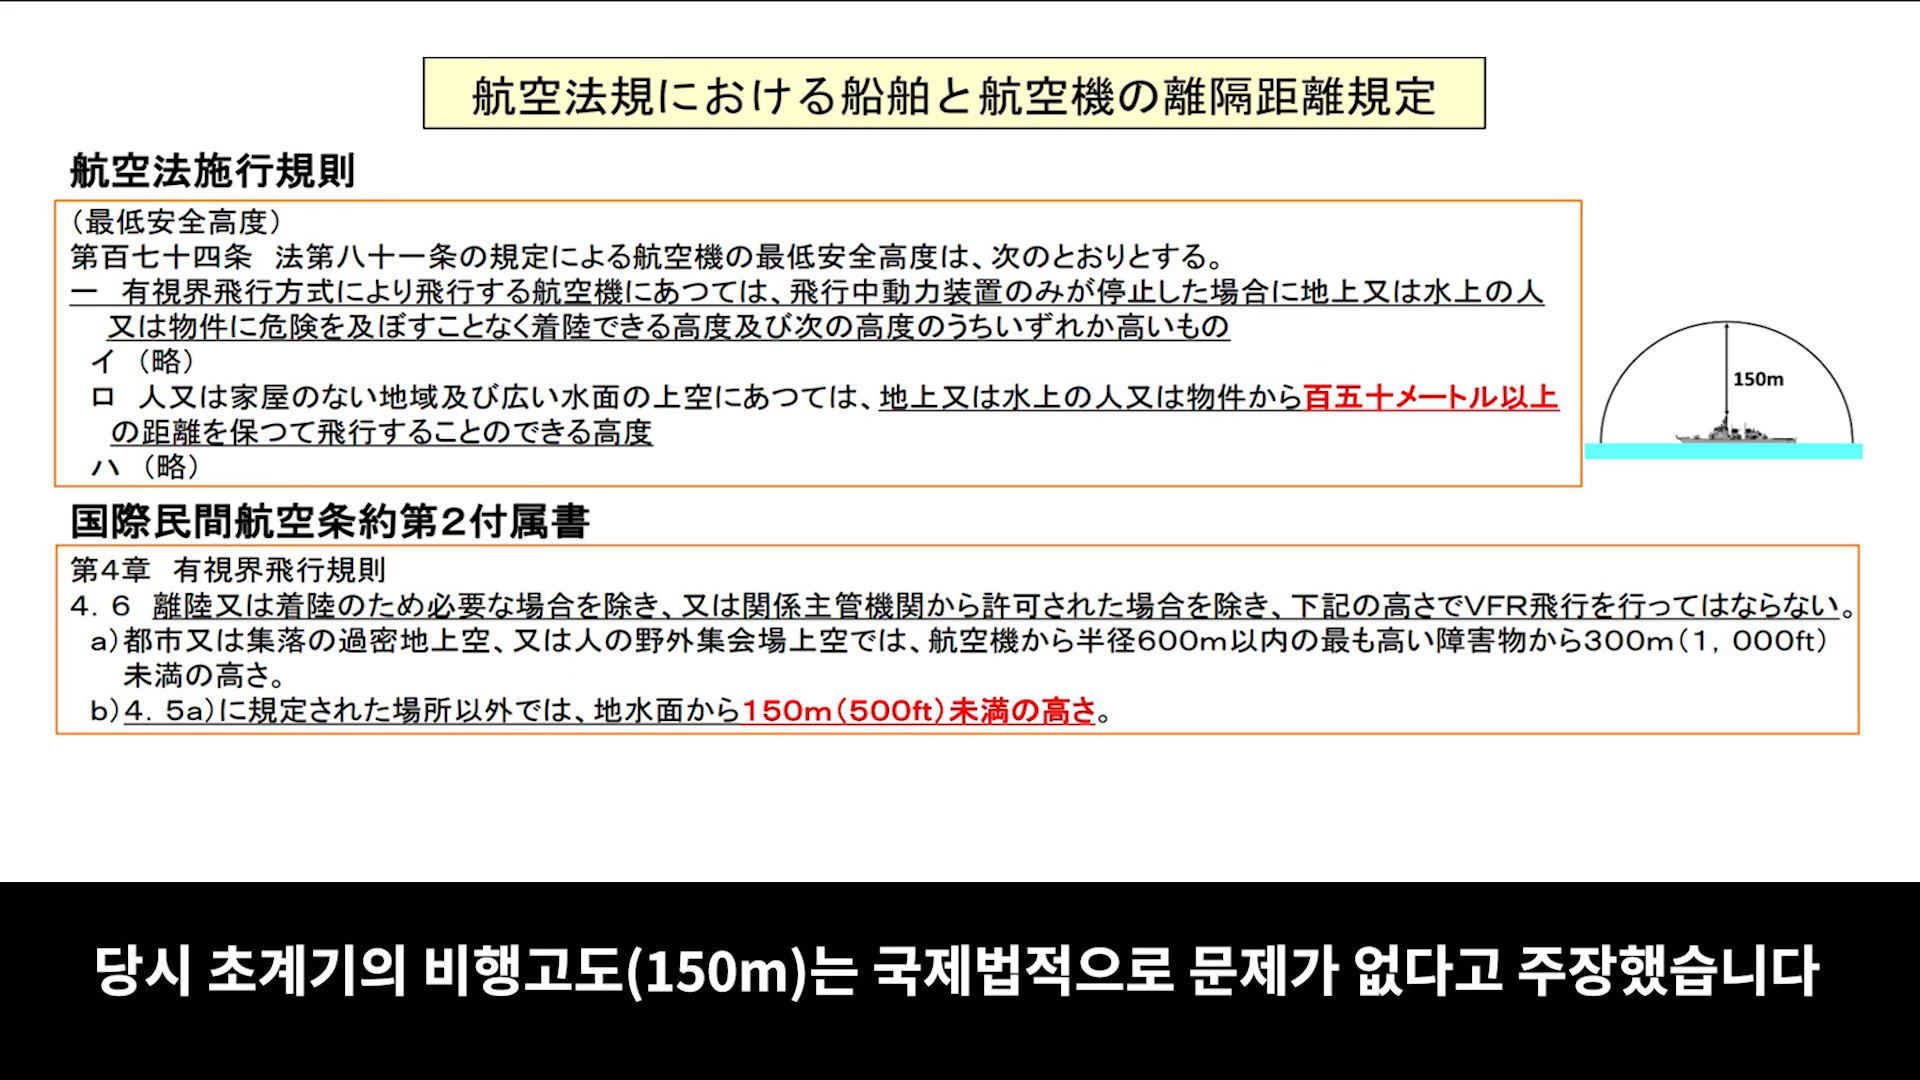 航空法規における船舶と航空機の離隔距離規定
航空法施行規則
（最低安全高度）
第百七十四条　法第八十一条の規定による航空機の最低安全高度は、次のとおりとする。
一　有視界飛行方式により飛行する航空機にあつては、飛行中動力装置のみが停止した場合に地上又は水上の人
又は物件に危険を及ぼすことなく着陸できる高度及び次の高度のうちいずれか高いもの
イ　（略）
ロ　人又は家屋のない地域及び広い水面の上空にあつては、地上又は水上の人又は物件から百五十メートル以上
の距離を保つて飛行することのできる高度
ハ　（略）
150m
国際民間航空条約第２付属書
第４章　有視界飛行規則
４．６　離陸又は着陸のため必要な場合を除き、又は関係主管機関から許可された場合を除き、下記の高さでＶＦＲ飛行を行ってはならない。
ａ）都市又は集落の過密地上空、又は人の野外集会場上空では、航空機から半径６００ｍ以内の最も高い障害物から３００ｍ（１，０００ft）
未満の高さ。
ｂ）４．５ａ）に規定された場所以外では、地水面から１５０ｍ（５００ft）未満の高さ。
당시 초계기의 비행고도(150m)는 국제법적으로 문제가 없다고 주장했습니다